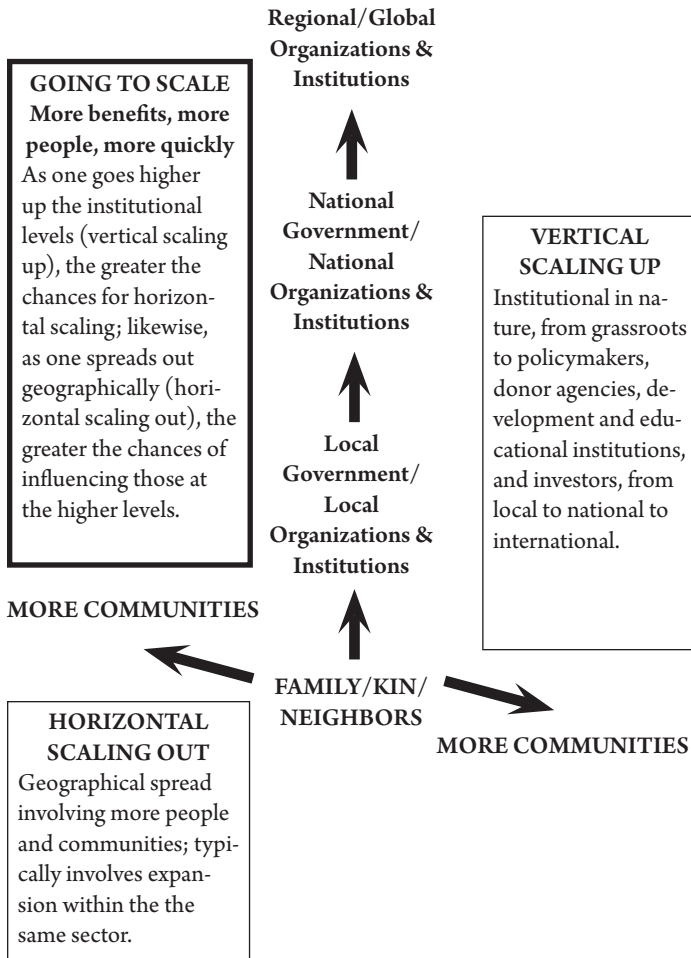 Regional/Global
Organizations &
Institutions
GOING TO SCALE
More benefits, more
people, more quickly
As one goes higher
up the institutional
levels (vertical scaling
up), the greater the
chances for horizon-
tal scaling; likewise,
as one spreads out
geographically (hori-
zontal scaling out), the
greater the chances of
influencing those at
the higher levels.
National
Government/
National
Organizations &
Institutions
VERTICAL
SCALING UP
Institutional in na-
ture, from grassroots
to policymakers,
donor agencies, de-
velopment and edu-
cational institutions,
and investors, from
local to national to
international.
Local
Government/
Local
Organizations &
Institutions
MORE COMMUNITIES
FAMILY/KIN/
NEIGHBORS
MORE COMMUNITIES
HORIZONTAL
SCALING OUT
Geographical spread
involving more people
and communities; typi-
cally involves expan-
sion within the the
same sector.